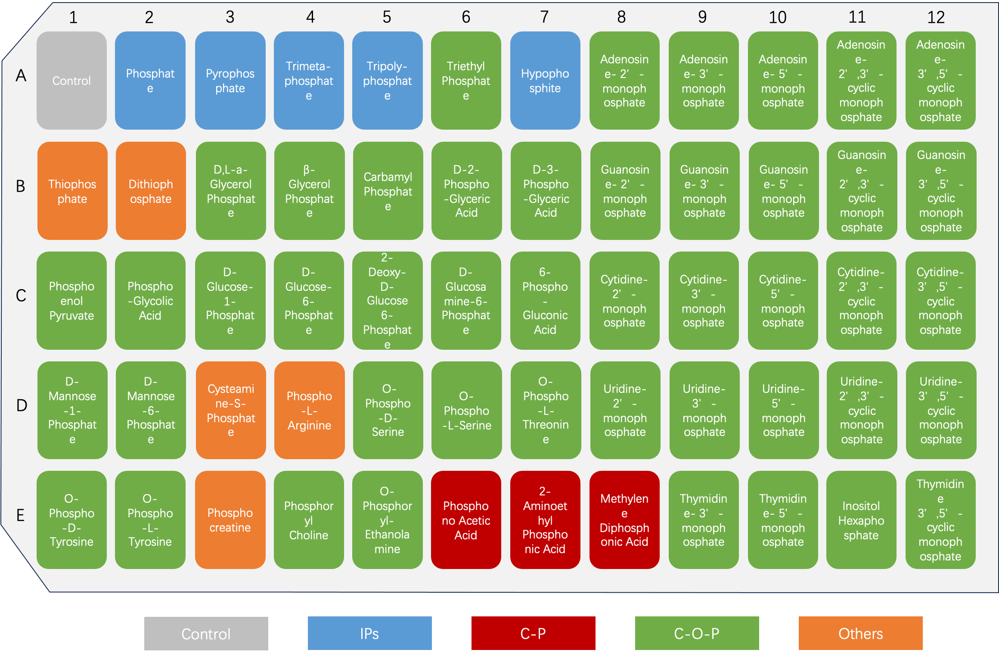 1 2 3 4 5 6 7 8 9 10 11 12
A
Control
Phosphat
e
Pyrophos
phate
Trimeta-
phosphat
e
Tripoly-
phosphat
e
Triethyl
Phosphat
e
Hypopho
sphite
Adenosin
e- 2’ -
monoph
osphate
Adenosin
e- 3’ -
monoph
osphate
Adenosin
e- 5’ -
monoph
osphate
Adenosin
e-
2’ ,3’ -
cyclic
monoph
osphate
Adenosin
e-
3’ ,5’ -
cyclic
monoph
osphate
B
Thiophos
phate
Dithioph
osphate
D,L-a-
Glycerol
Phosphat
e
β-
Glycerol
Phosphat
e
Carbamyl
Phosphat
e
D-2-
Phospho
-Glyceric
Acid
D-3-
Phospho
-Glyceric
Acid
Guanosin
e- 2’ -
monoph
osphate
Guanosin
e- 3’ -
monoph
osphate
Guanosin
e- 5’ -
monoph
osphate
Guanosin
e-
2’ ,3’ -
cyclic
monoph
osphate
Guanosin
e-
3’ ,5’ -
cyclic
monoph
osphate
C
Phospho
enol
Pyruvate
Phospho
-Glycolic
Acid
D-
Glucose-
1-
Phosphat
e
D-
Glucose-
6-
Phosphat
e
2-
Deoxy-
D-
Glucose
6-
Phosphat
e
D-
Glucosa
mine-6-
Phosphat
e
6-
Phospho
-
Gluconic
Acid
Cytidine-
2’ -
monoph
osphate
Cytidine-
3’ -
monoph
osphate
Cytidine-
5’ -
monoph
osphate
Cytidine-
2’ ,3’ -
cyclic
monoph
osphate
Cytidine-
3’ ,5’ -
cyclic
monoph
osphate
D
D-
Mannose
-1-
Phosphat
e
D-
Mannose
-6-
Phosphat
e
Cysteami
ne-S-
Phosphat
e
Phospho
-L-
Arginine
O-
Phospho
-D-
Serine
O-
Phospho
-L-Serine
O-
Phospho
-L-
Threonin
e
Uridine-
2’ -
monoph
osphate
Uridine-
3’ -
monoph
osphate
Uridine-
5’ -
monoph
osphate
Uridine-
2’ ,3’ -
cyclic
monoph
osphate
Uridine-
3’ ,5’ -
cyclic
monoph
osphate
E
O-
Phospho
-D-
Tyrosine
O-
Phospho
-L-
Tyrosine
Phospho
creatine
Phosphor
yl
Choline
O-
Phosphor
yl-
Ethanola
mine
Phospho
no Acetic
Acid
2-
Aminoet
hyl
Phospho
nic Acid
Methylen
e
Diphosph
onic Acid
Thymidin
e- 3’ -
monoph
osphate
Thymidin
e- 5’ -
monoph
osphate
Inositol
Hexapho
sphate
Thymidin
e
3’ ,5’ -
cyclic
monoph
osphate
Control
IPs
C-P
C-O-P
Others